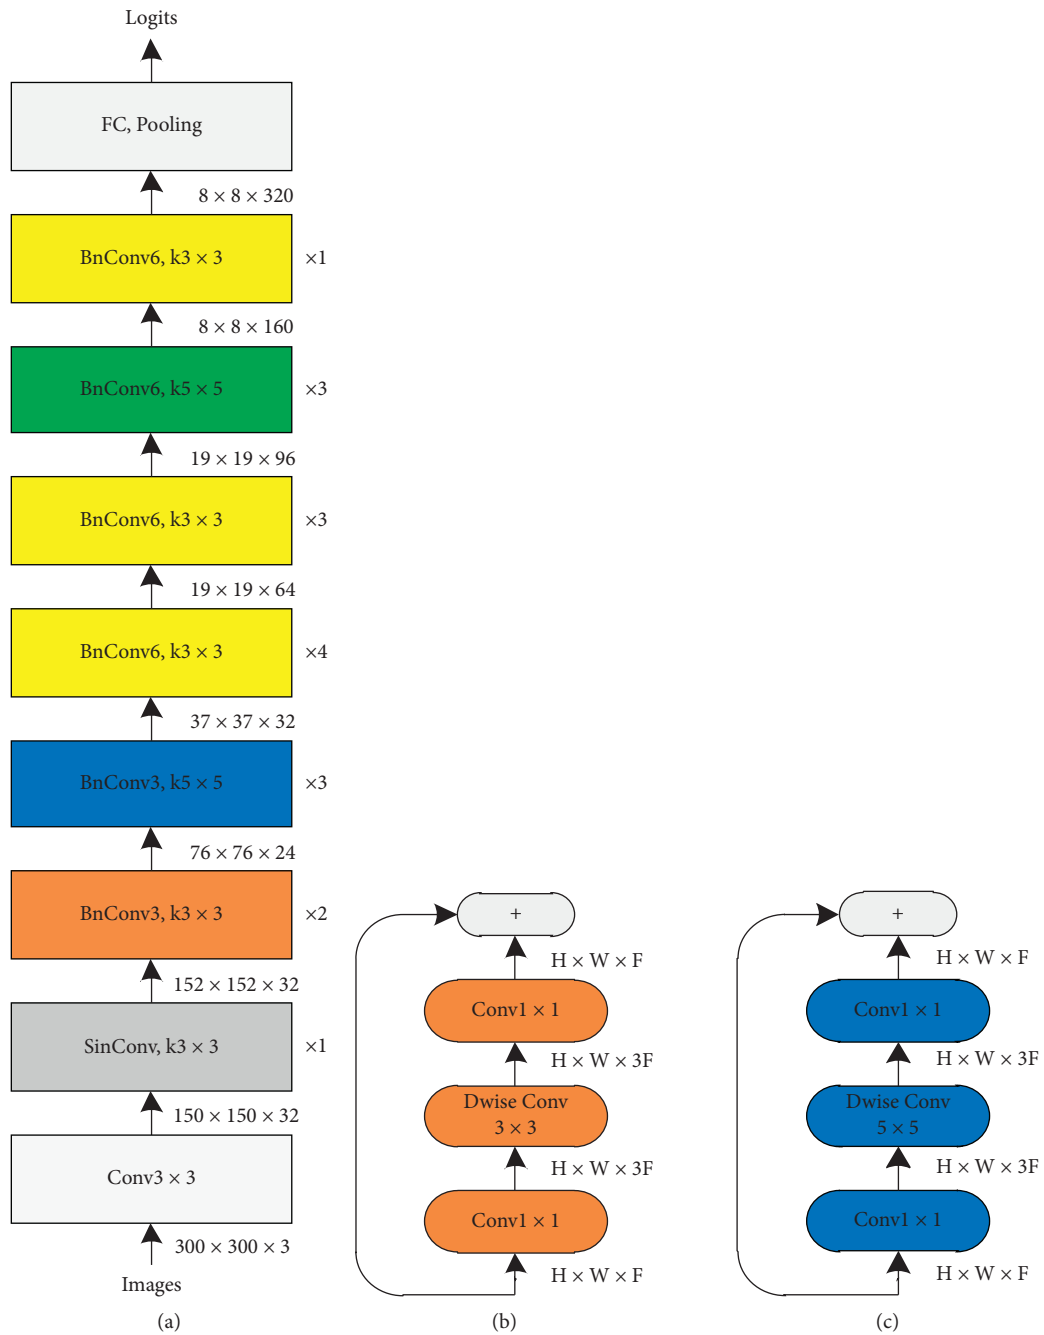 Logits
FC, Pooling
8 × 8 × 320
BnConv6, k3 × 3
×1
8 × 8 × 160
BnConv6, k5 × 5
×3
19 × 19 × 96
BnConv6, k3 × 3
×3
19 × 19 × 64
BnConv6, k3 × 3
×4
37 × 37 × 32
BnConv3, k5 × 5
×3
76 × 76 × 24
BnConv3, k3 × 3
×2
152 × 152 × 32
SinConv, k3 × 3
×1
150 × 150 × 32
Conv3 × 3
300 × 300 × 3
Images
(a)
+
H × W × F
Conv1 × 1
H × W × 3F
Dwise Conv
3 × 3
H × W × 3F
Conv1 × 1
H × W × F
(b)
+
H × W × F
Conv1 × 1
H × W × 3F
Dwise Conv
5 × 5
H × W × 3F
Conv1 × 1
H × W × F
(c)